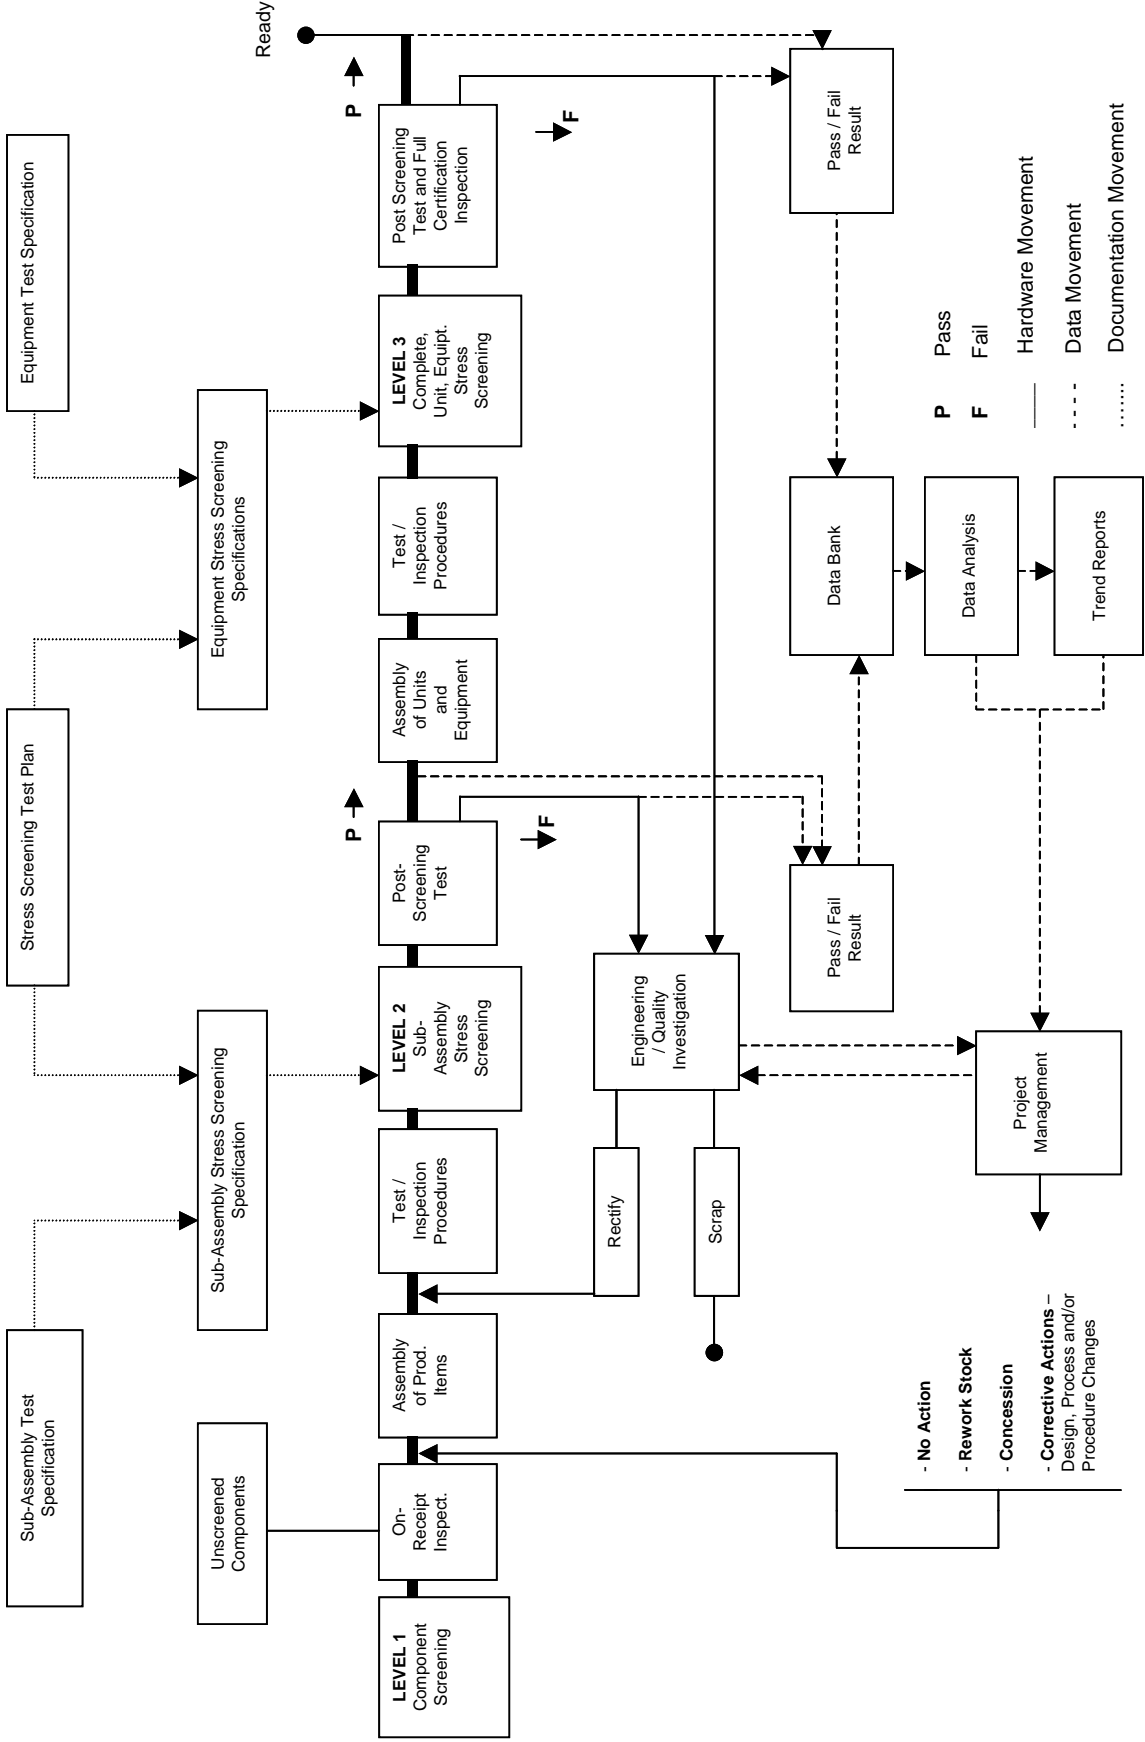 Sub-Assembly Test
Specification
Stress Screening Test Plan
Equipment Test Specification
Unscreened
Components
Sub-Assembly Stress Screening
Specification
Equipment Stress Screening
Specifications
Ready
P
P
LEVEL 1
Component
Screening
On-
Receipt
Inspect.
Assembly
of Prod.
Items
Test /
Inspection
Procedures
LEVEL 2
Sub-
Assembly
Stress
Screening
Post-
Screening
Test
Assembly
of Units
and
Equipment
Test /
Inspection
Procedures
LEVEL 3
Complete,
Unit, Equipt.
Stress
Screening
Post Screening
Test and Full
Certification
Inspection
F
F
Rectify
Scrap
Engineering
/ Quality
Investigation
Pass / Fail
Result
Data Bank
Pass / Fail
Result
- No Action
- Rework Stock
- Concession
- Corrective Actions –
Design, Process and/or
Procedure Changes
Project
Management
Data Analysis
Trend Reports
P Pass
F Fail
Hardware Movement
Data Movement
Documentation Movement